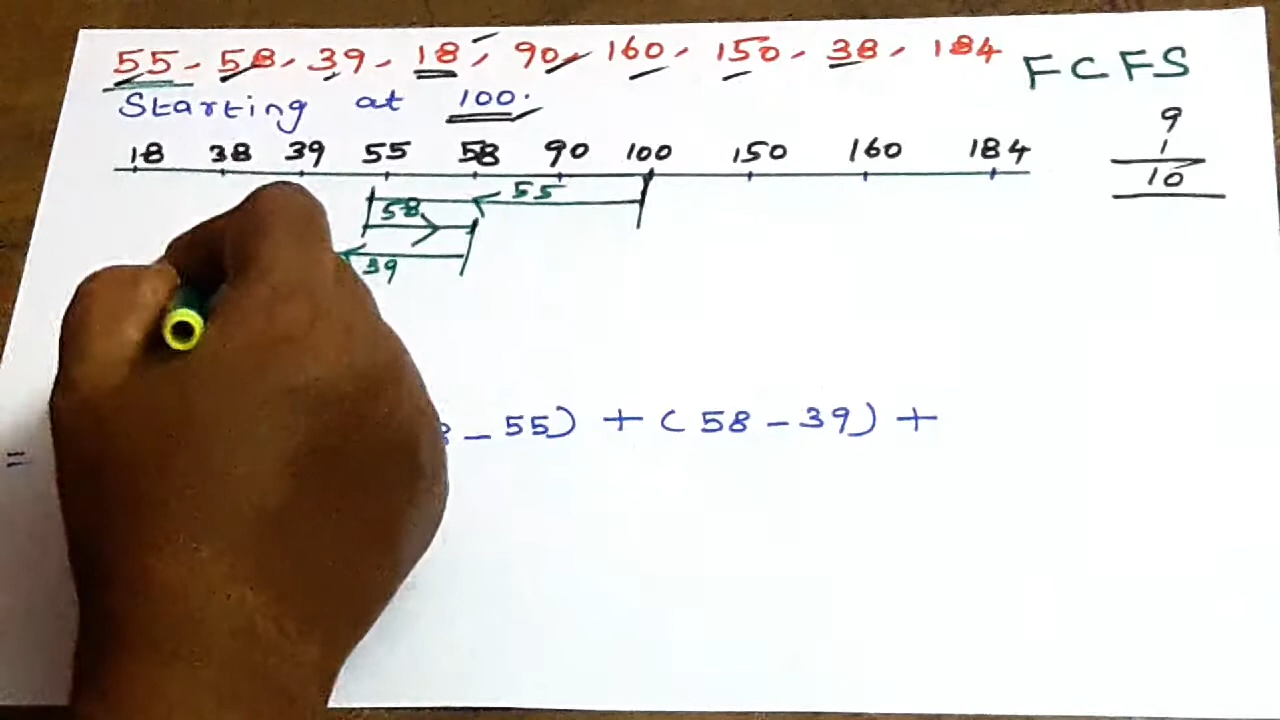 55 - 58 - 39 - 18 - 90 - 160 - 150 - 38 - 184
FCFS
Starting at 100.
9
1
10
18 38 39 55 58 90 100 150 160 184
55
58
39
= - 55) + (58 - 39) +